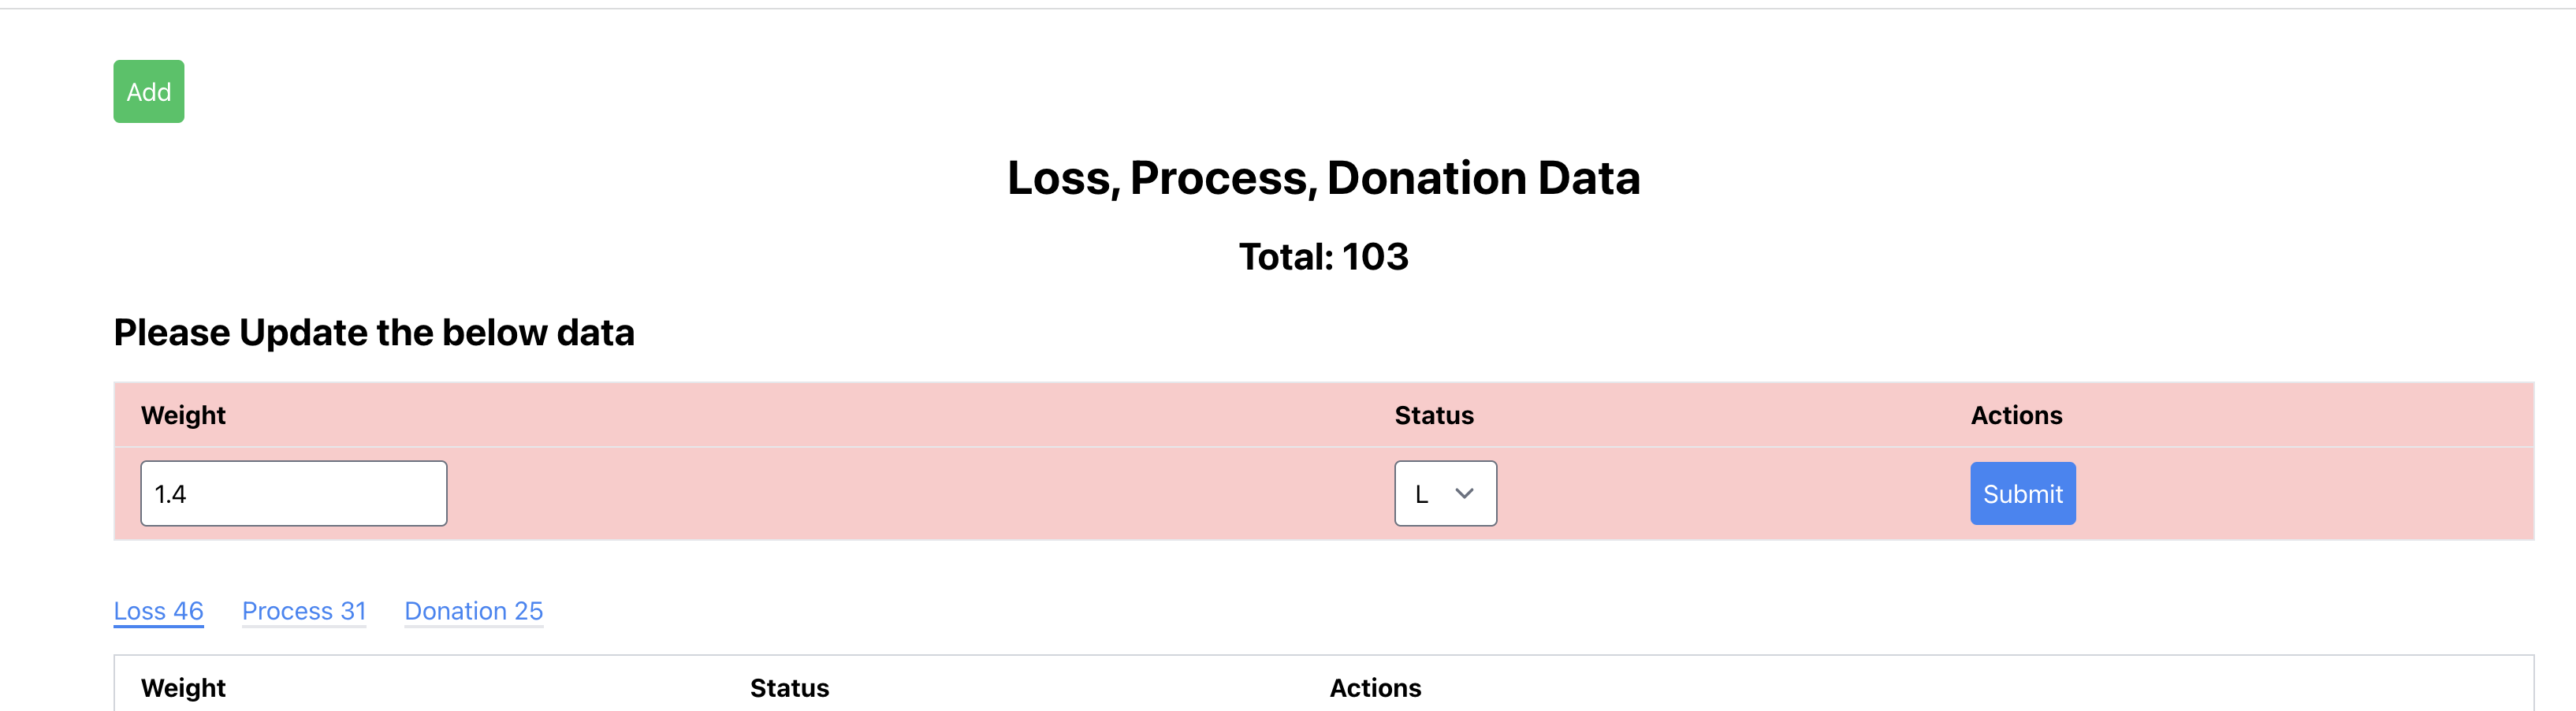 Add
Loss, Process, Donation Data
Total: 103
Please Update the below data
Weight Status Actions
1.4 L Submit
Loss 46 Process 31 Donation 25
Weight Status Actions